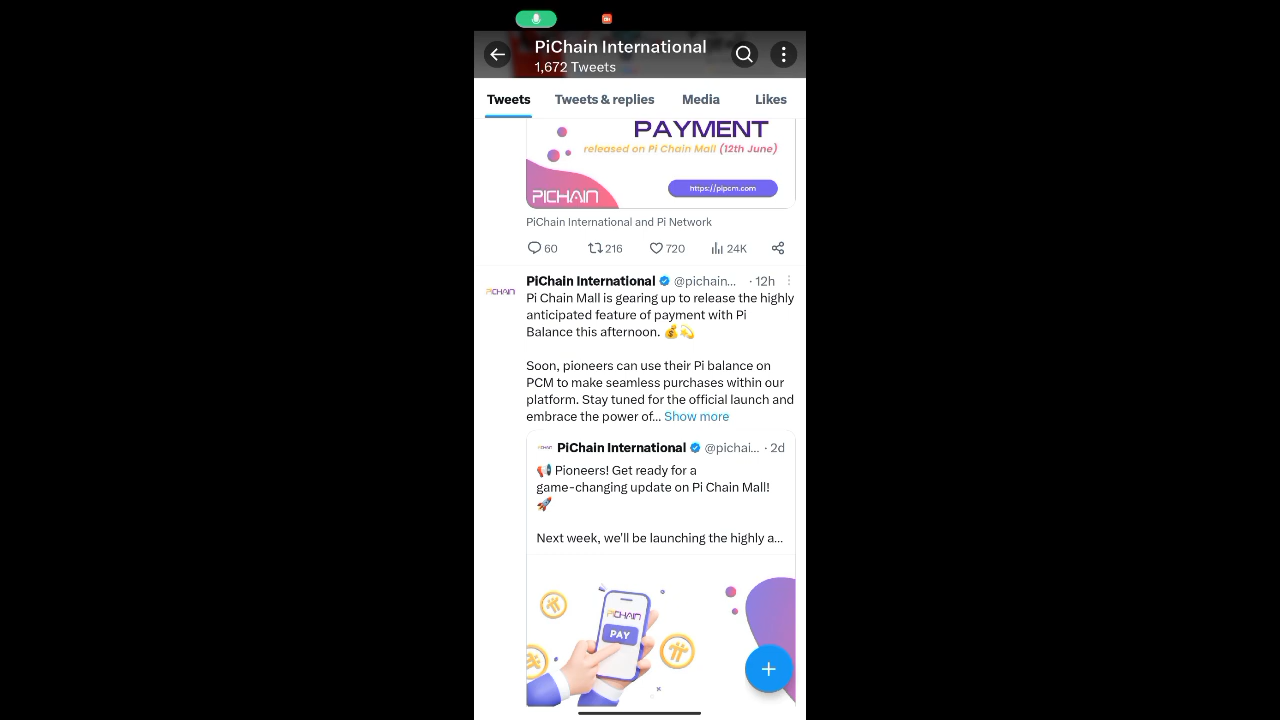 PiChain International
1,672 Tweets
Tweets
Tweets & replies
Media
Likes
PAYMENT
released on Pi Chain Mall (12th June)
https://pipcm.com
PICHAIN
PiChain International and Pi Network
60
216
720
24K
PiChain International @pichain... · 12h
PICHAIN
Pi Chain Mall is gearing up to release the highly
anticipated feature of payment with Pi
Balance this afternoon. 💰💫
Soon, pioneers can use their Pi balance on
PCM to make seamless purchases within our
platform. Stay tuned for the official launch and
embrace the power of... Show more
PiChain International @pichai... · 2d
📢 Pioneers! Get ready for a
game-changing update on Pi Chain Mall!
🚀
Next week, we'll be launching the highly a...
PICHAIN
PAY